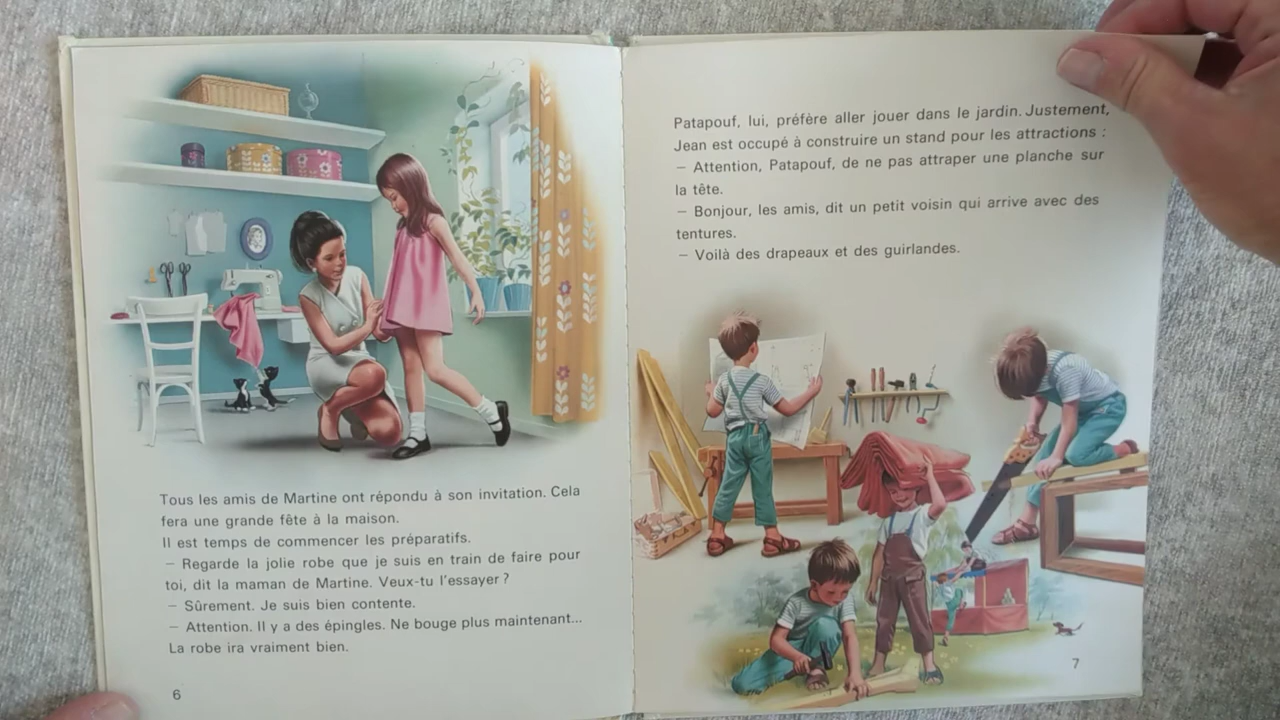 Tous les amis de Martine ont répondu à son invitation. Cela
fera une grande fête à la maison.
Il est temps de commencer les préparatifs.
– Regarde la jolie robe que je suis en train de faire pour
toi, dit la maman de Martine. Veux-tu l'essayer ?
– Sûrement. Je suis bien contente.
– Attention. Il y a des épingles. Ne bouge plus maintenant...
La robe ira vraiment bien.
6
Patapouf, lui, préfère aller jouer dans le jardin. Justement,
Jean est occupé à construire un stand pour les attractions :
– Attention, Patapouf, de ne pas attraper une planche sur
la tête.
– Bonjour, les amis, dit un petit voisin qui arrive avec des
tentures.
– Voilà des drapeaux et des guirlandes.
7